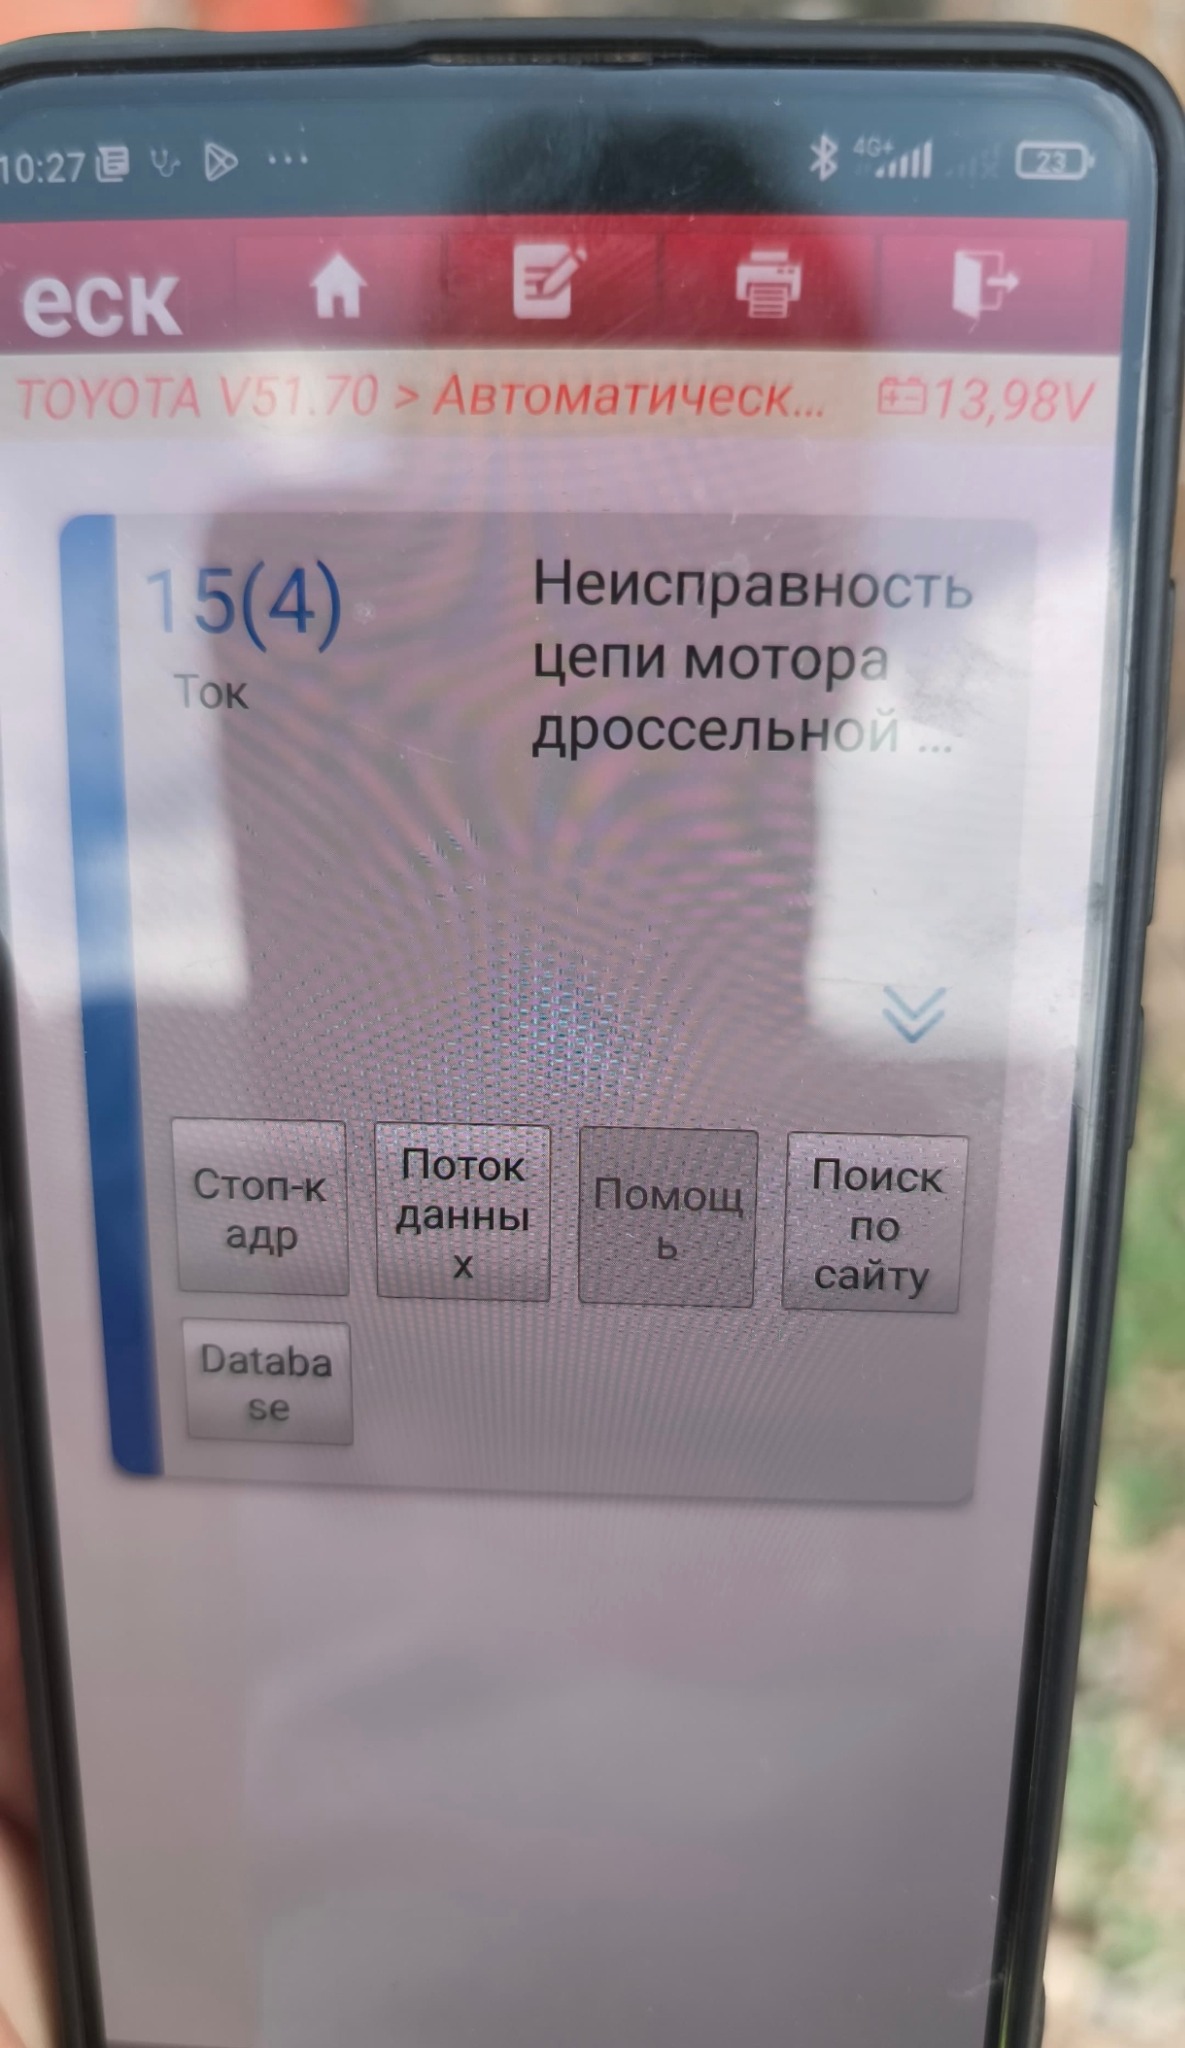 10:27 ... 4G+ 23
еск
TOYOTA V51.70 > Автоматическ... 13,98V
15(4)
Ток
Неисправность
цепи мотора
дроссельной ...
Стоп-к
адр
Поток
данны
х
Помощ
ь
Поиск
по
сайту
Databa
se